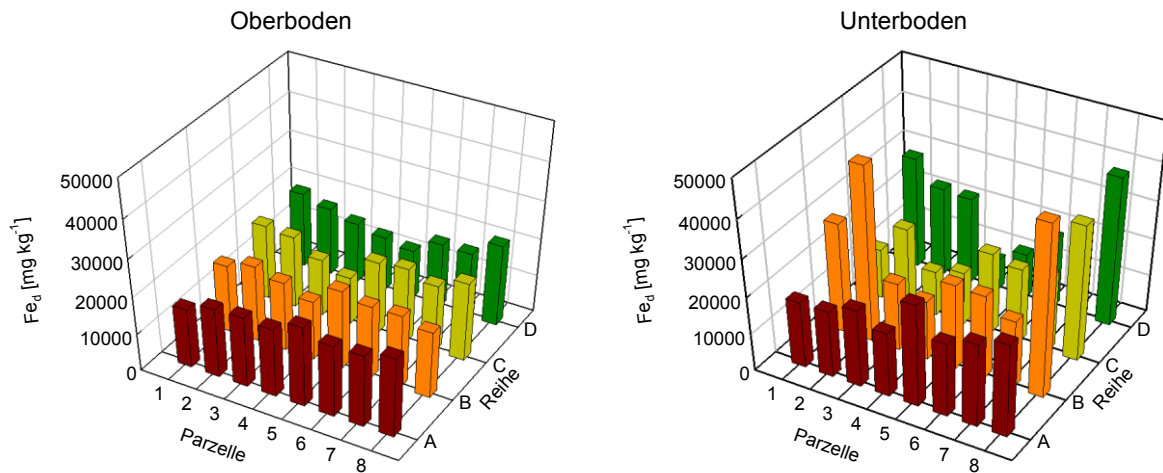 Oberboden
50000
40000
30000
20000
10000
0
Fe_d [mg kg⁻¹]
1
2
3
4
5
6
7
8
Parzelle
A
B
C
D
Reihe
Unterboden
50000
40000
30000
20000
10000
0
Fe_d [mg kg⁻¹]
1
2
3
4
5
6
7
8
Parzelle
A
B
C
D
Reihe